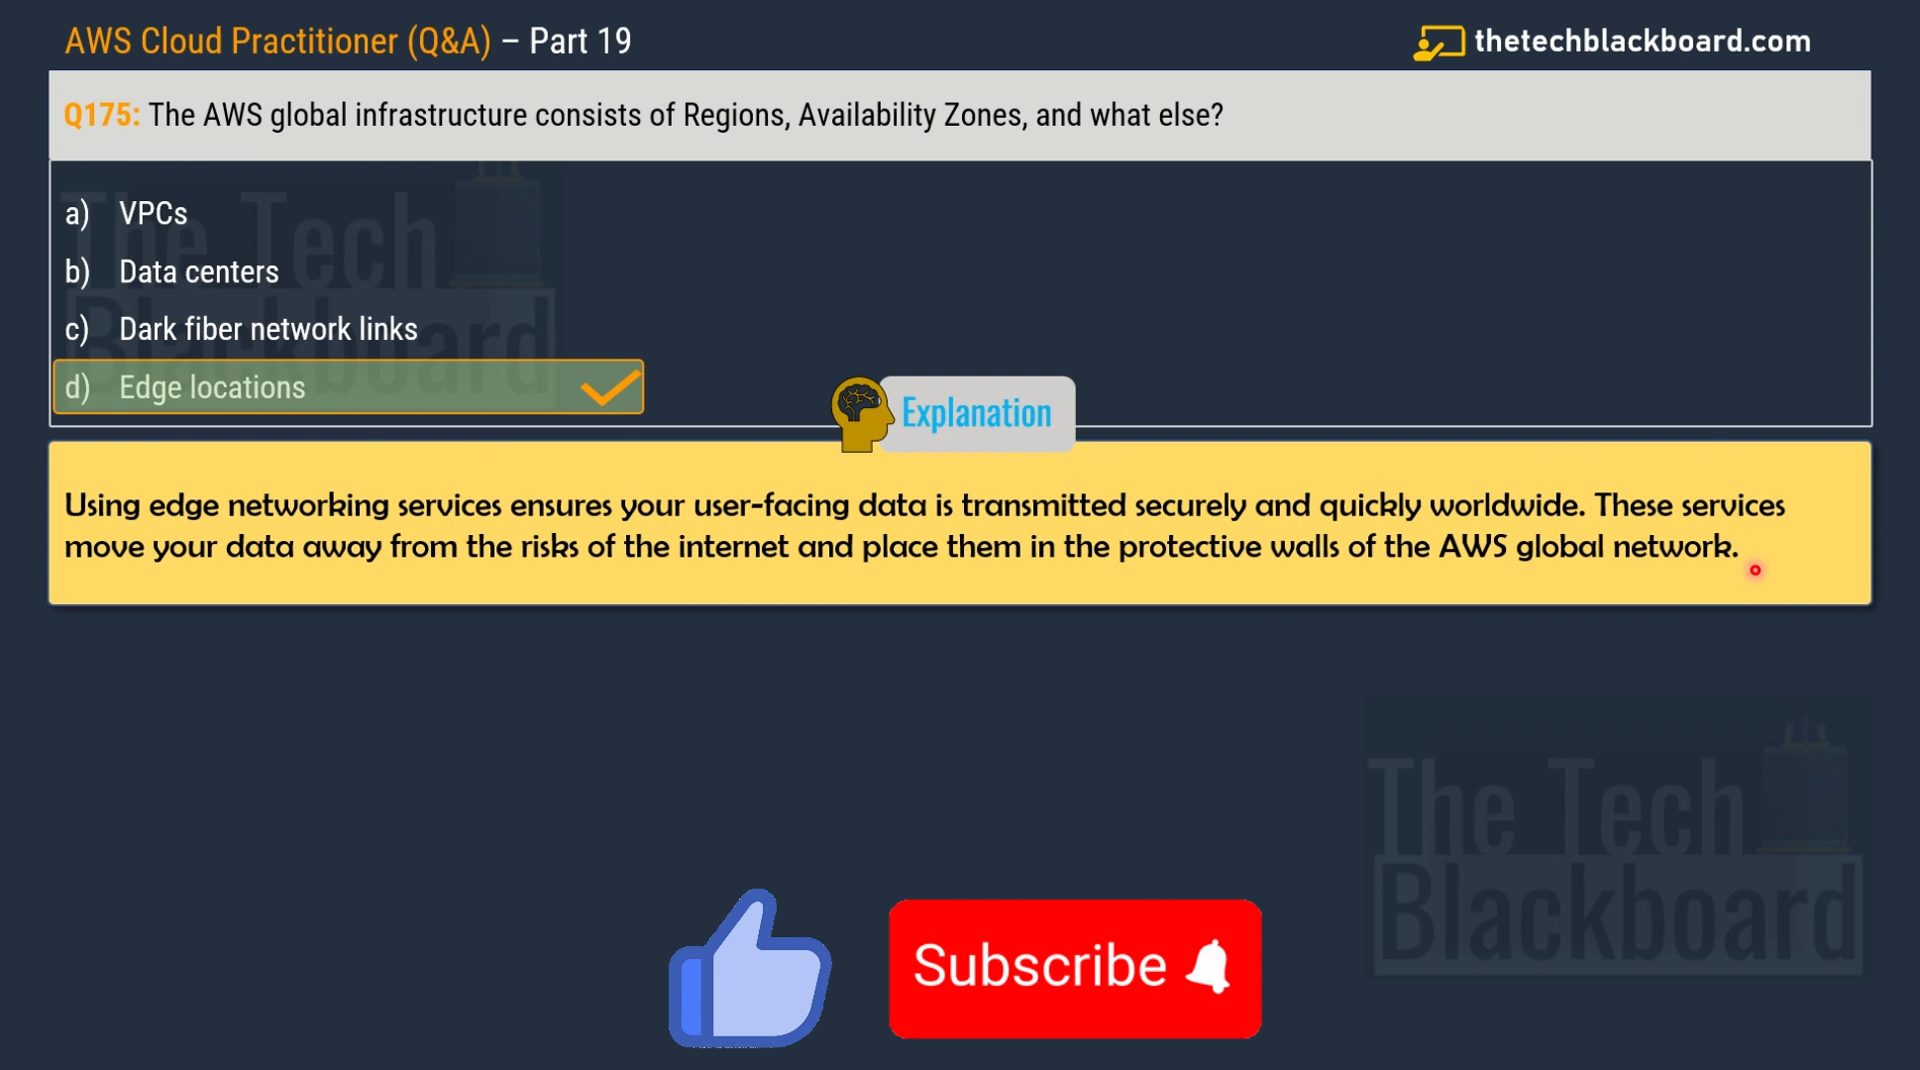 AWS Cloud Practitioner (Q&A) – Part 19
thetechblackboard.com
Q175: The AWS global infrastructure consists of Regions, Availability Zones, and what else?
The Tech
Blackboard
a) VPCs
b) Data centers
c) Dark fiber network links
d) Edge locations
Explanation
Using edge networking services ensures your user-facing data is transmitted securely and quickly worldwide. These services
move your data away from the risks of the internet and place them in the protective walls of the AWS global network.
The Tech
Blackboard
Subscribe